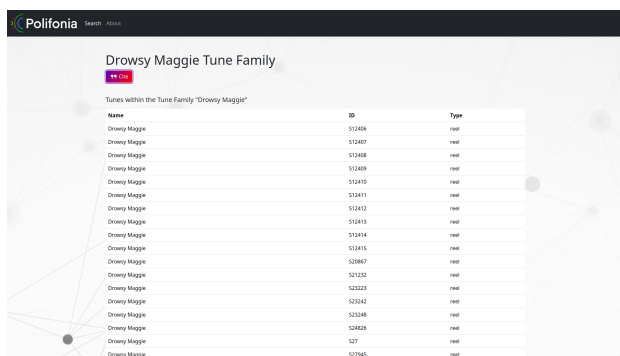 Polifonia Search About
Drowsy Maggie Tune Family
Cite
Tunes within the Tune Family "Drowsy Maggie"
Name ID Type
Drowsy Maggie S12406 reel
Drowsy Maggie S12407 reel
Drowsy Maggie S12408 reel
Drowsy Maggie S12409 reel
Drowsy Maggie S12410 reel
Drowsy Maggie S12411 reel
Drowsy Maggie S12412 reel
Drowsy Maggie S12413 reel
Drowsy Maggie S12414 reel
Drowsy Maggie S12415 reel
Drowsy Maggie S20867 reel
Drowsy Maggie S21232 reel
Drowsy Maggie S23223 reel
Drowsy Maggie S23242 reel
Drowsy Maggie S23248 reel
Drowsy Maggie S24826 reel
Drowsy Maggie S27 reel
Drowsy Maggie S27945 reel